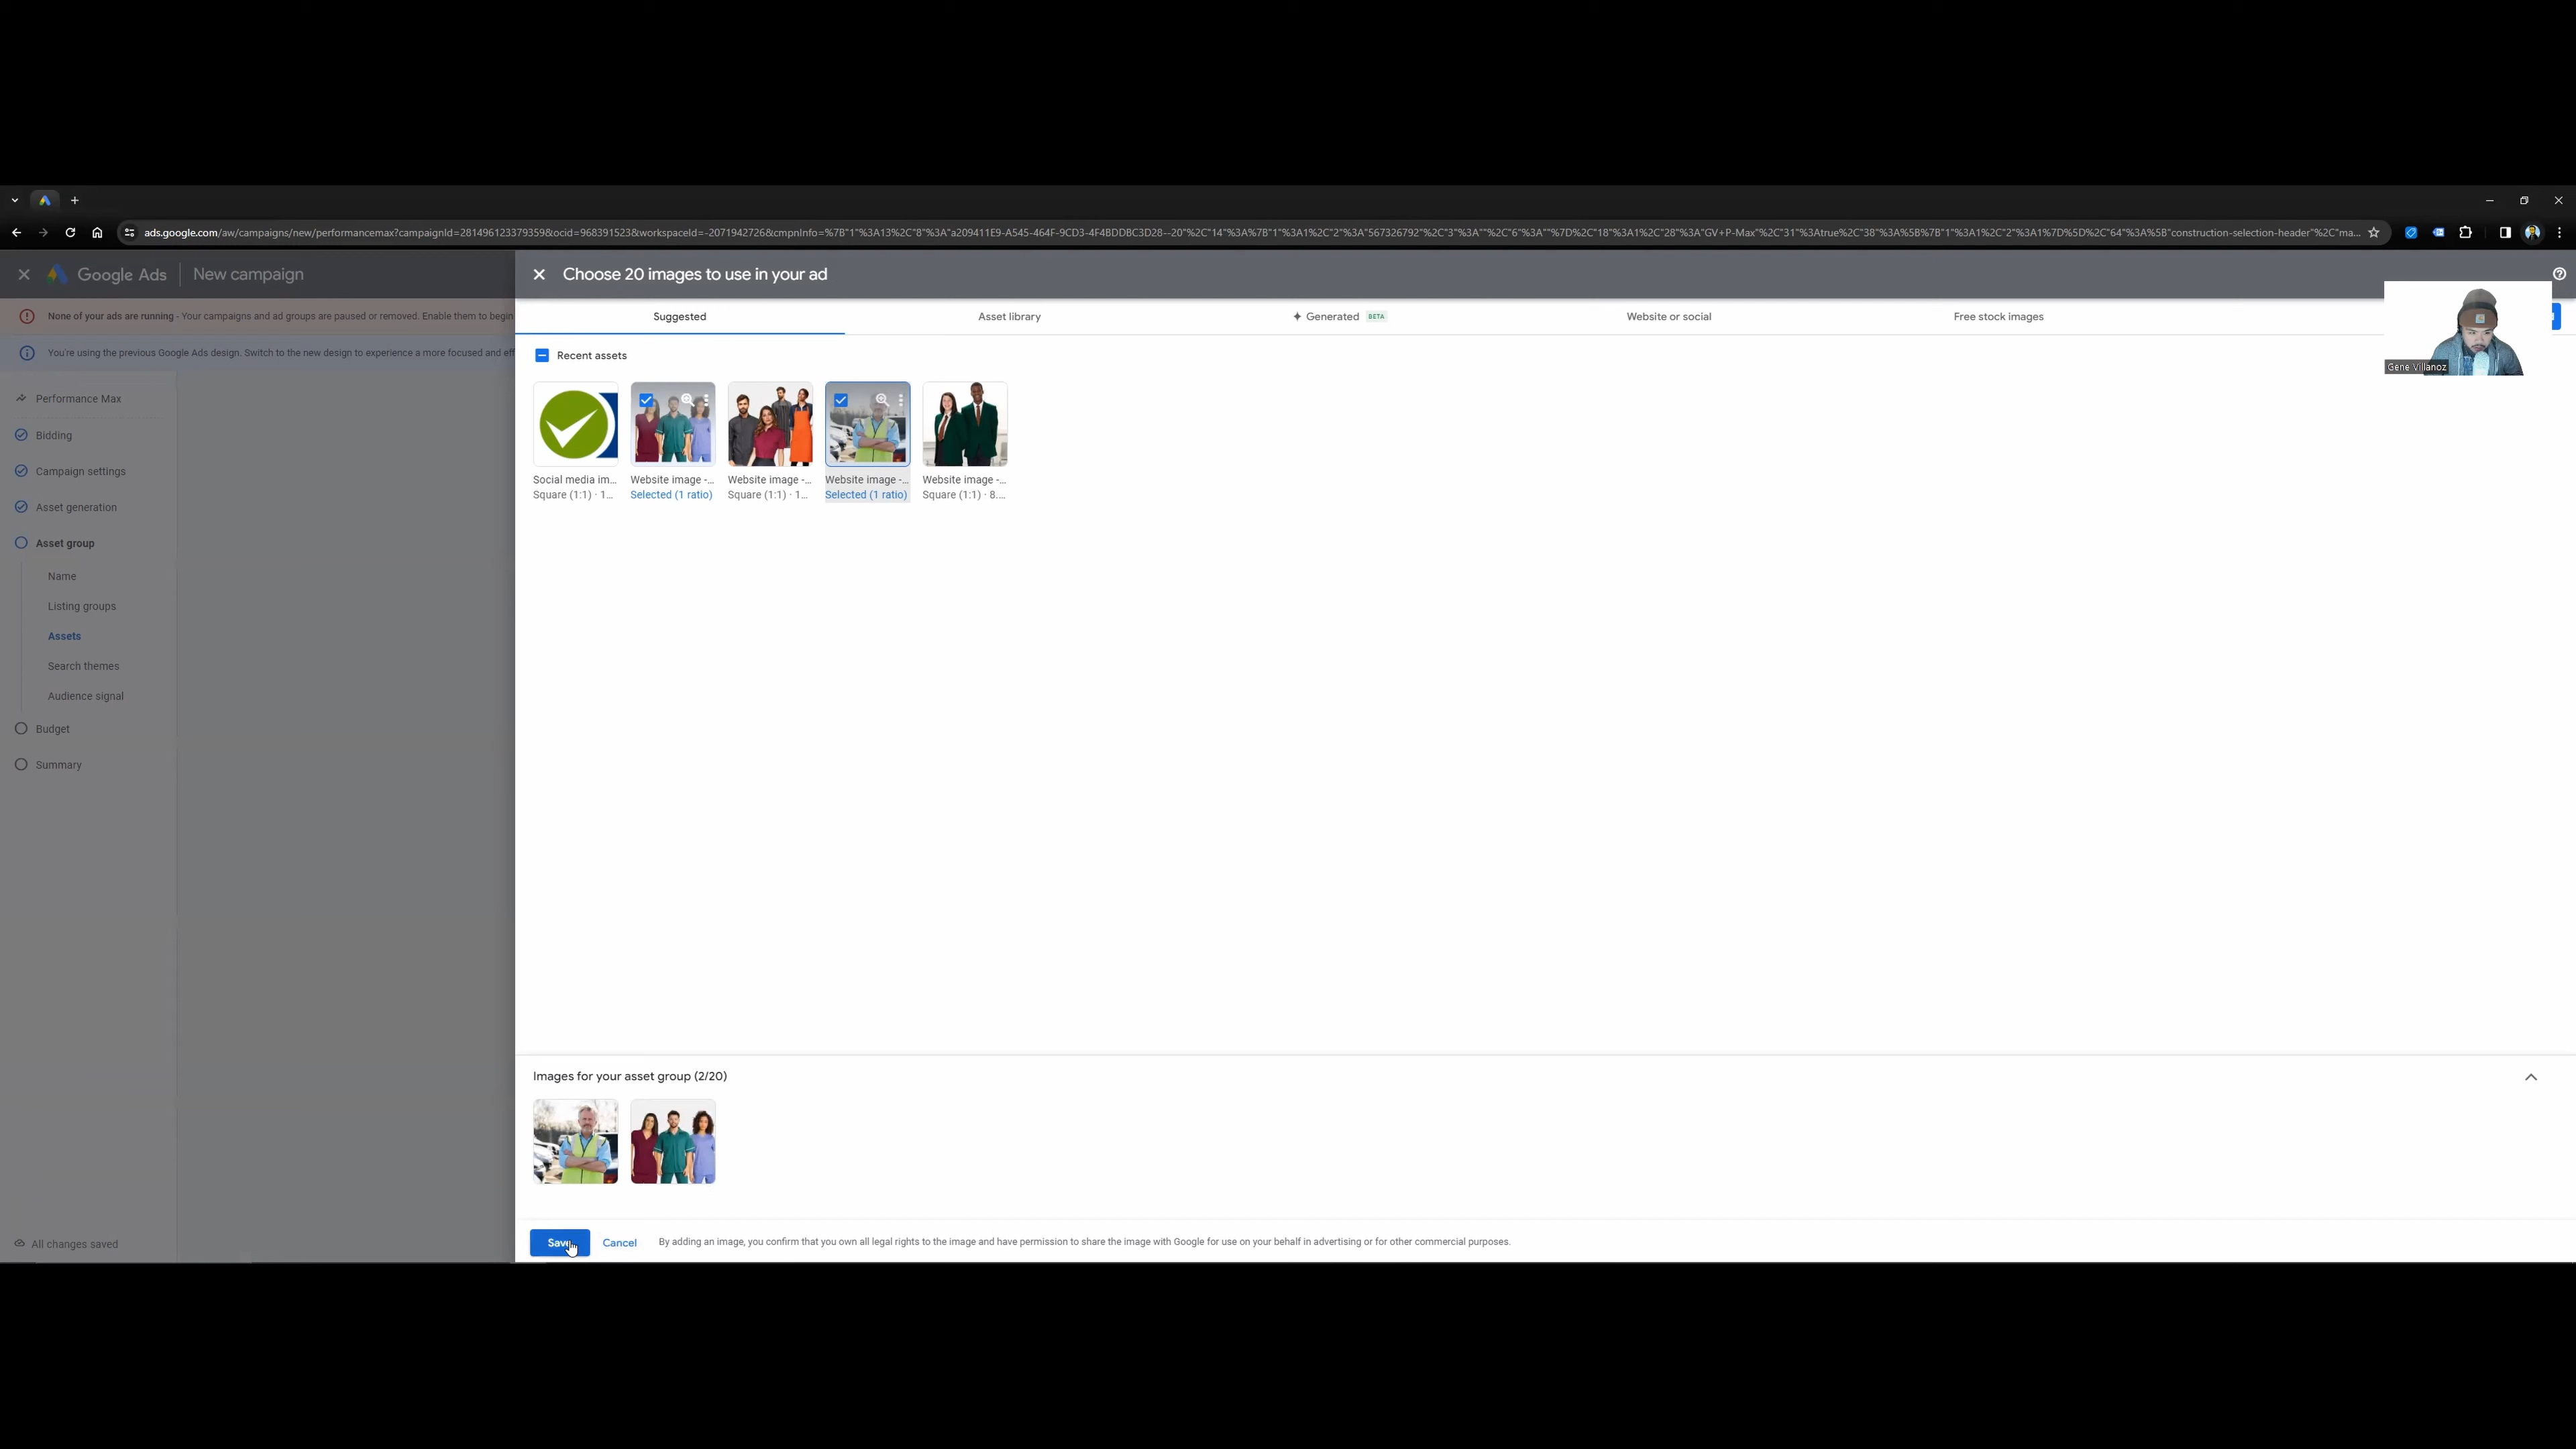 ads.google.com/aw/campaigns/new/performancemax?campaignId=281496123379359&ocid=968391523&workspaceId=-2071942726&cmpnInfo=%7B"1"%3A13%2C"8"%3A"a209411E9-A545-464F-9CD3-4F4BDDBC3D28--20"%2C"14"%3A%7B"1"%3A1%2C"2"%3A"567326792"%2C"3"%3A""%2C"6"%3A""%7D%2C"18"%3A1%2C"28"%3A"GV+P-Max"%2C"31"%3Atrue%2C"38"%3A%5B%7B"1"%3A1%2C"2"%3A1%7D%5D%2C"64"%3A%5B"construction-selection-header"%2C"ma...
Google Ads
New campaign
Choose 20 images to use in your ad
None of your ads are running - Your campaigns and ad groups are paused or removed. Enable them to begin
You're using the previous Google Ads design. Switch to the new design to experience a more focused and eff
Suggested
Asset library
Generated BETA
Website or social
Free stock images
Gene Villanoz
Performance Max
Bidding
Campaign settings
Asset generation
Asset group
Name
Listing groups
Assets
Search themes
Audience signal
Budget
Summary
All changes saved
Recent assets
Social media im... Website image -... Website image -... Website image -... Website image -...
Square (1:1) · 1... Selected (1 ratio) Square (1:1) · 1... Selected (1 ratio) Square (1:1) · 8....
Images for your asset group (2/20)
Save
Cancel
By adding an image, you confirm that you own all legal rights to the image and have permission to share the image with Google for use on your behalf in advertising or for other commercial purposes.